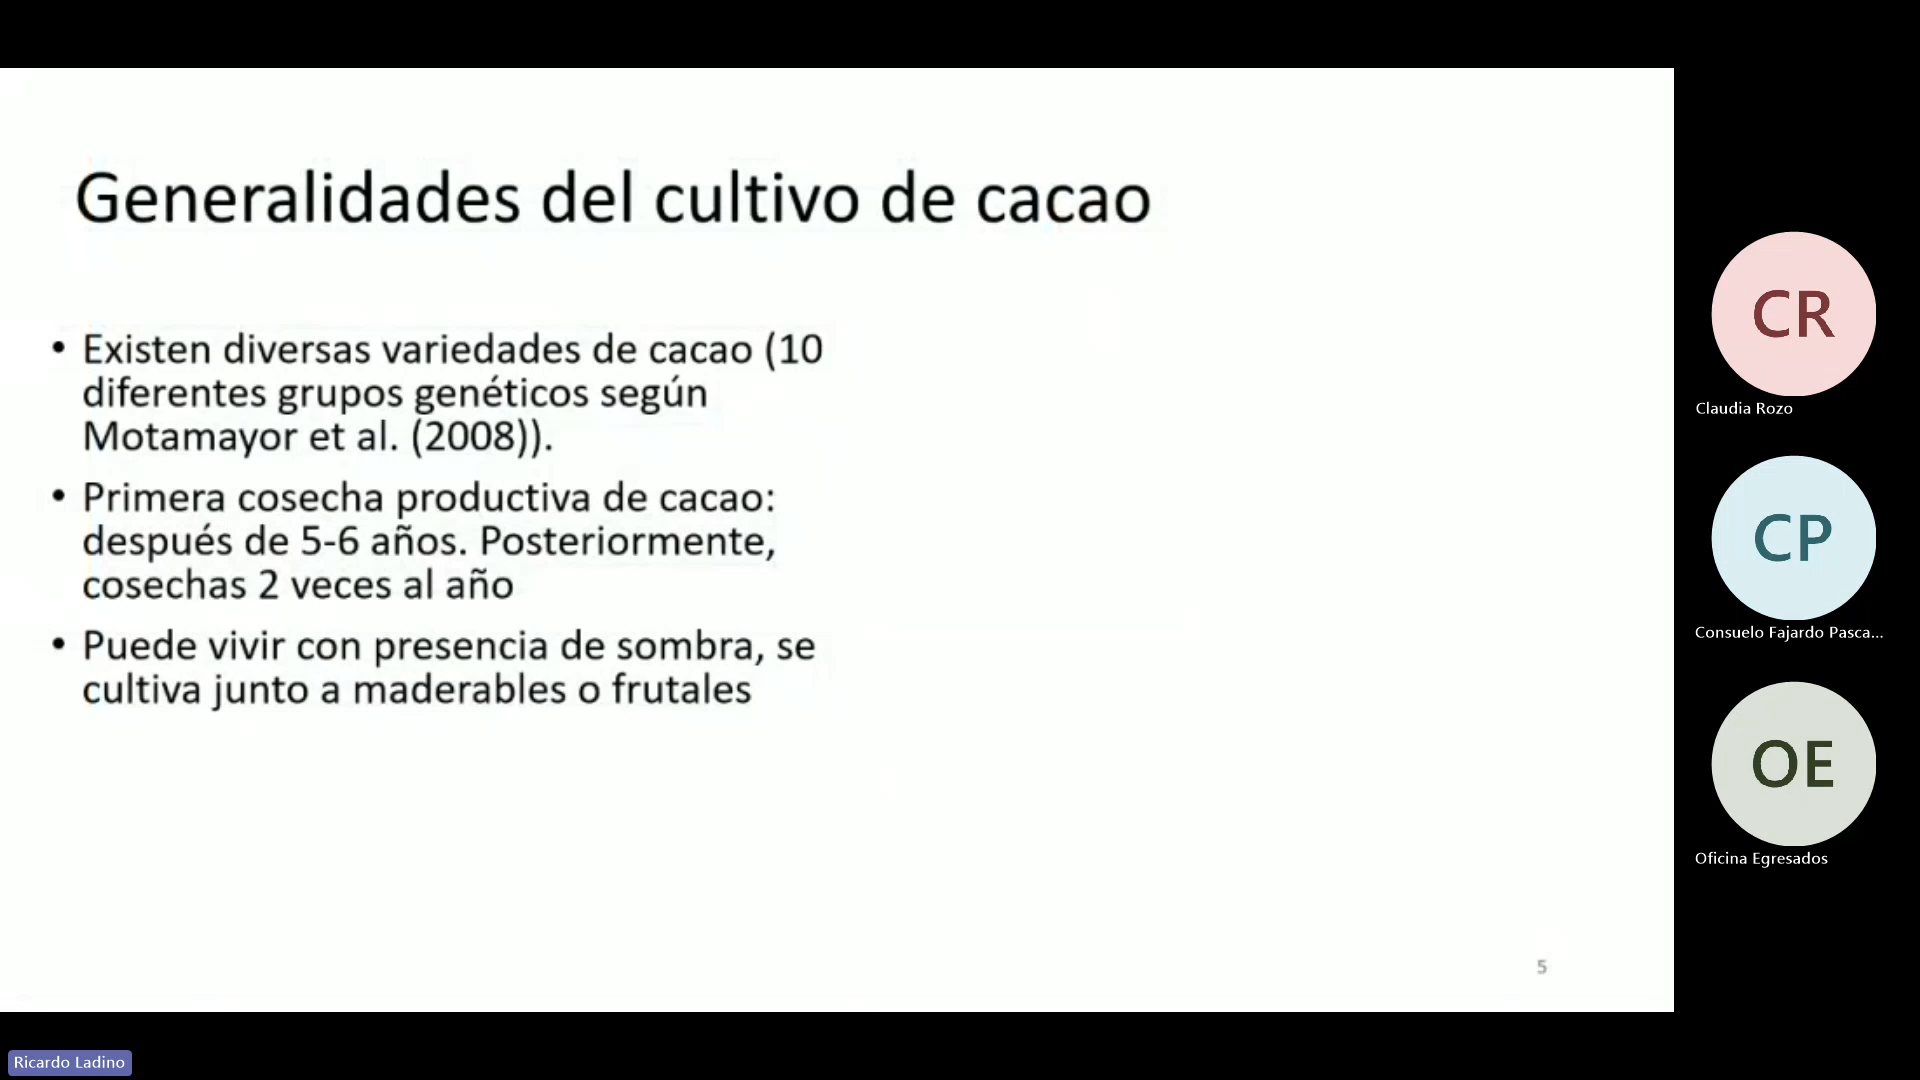 Generalidades del cultivo de cacao
• Existen diversas variedades de cacao (10
diferentes grupos genéticos según
Motamayor et al. (2008)).
• Primera cosecha productiva de cacao:
después de 5-6 años. Posteriormente,
cosechas 2 veces al año
• Puede vivir con presencia de sombra, se
cultiva junto a maderables o frutales
5
CR
Claudia Rozo
CP
Consuelo Fajardo Pasca...
OE
Oficina Egresados
Ricardo Ladino